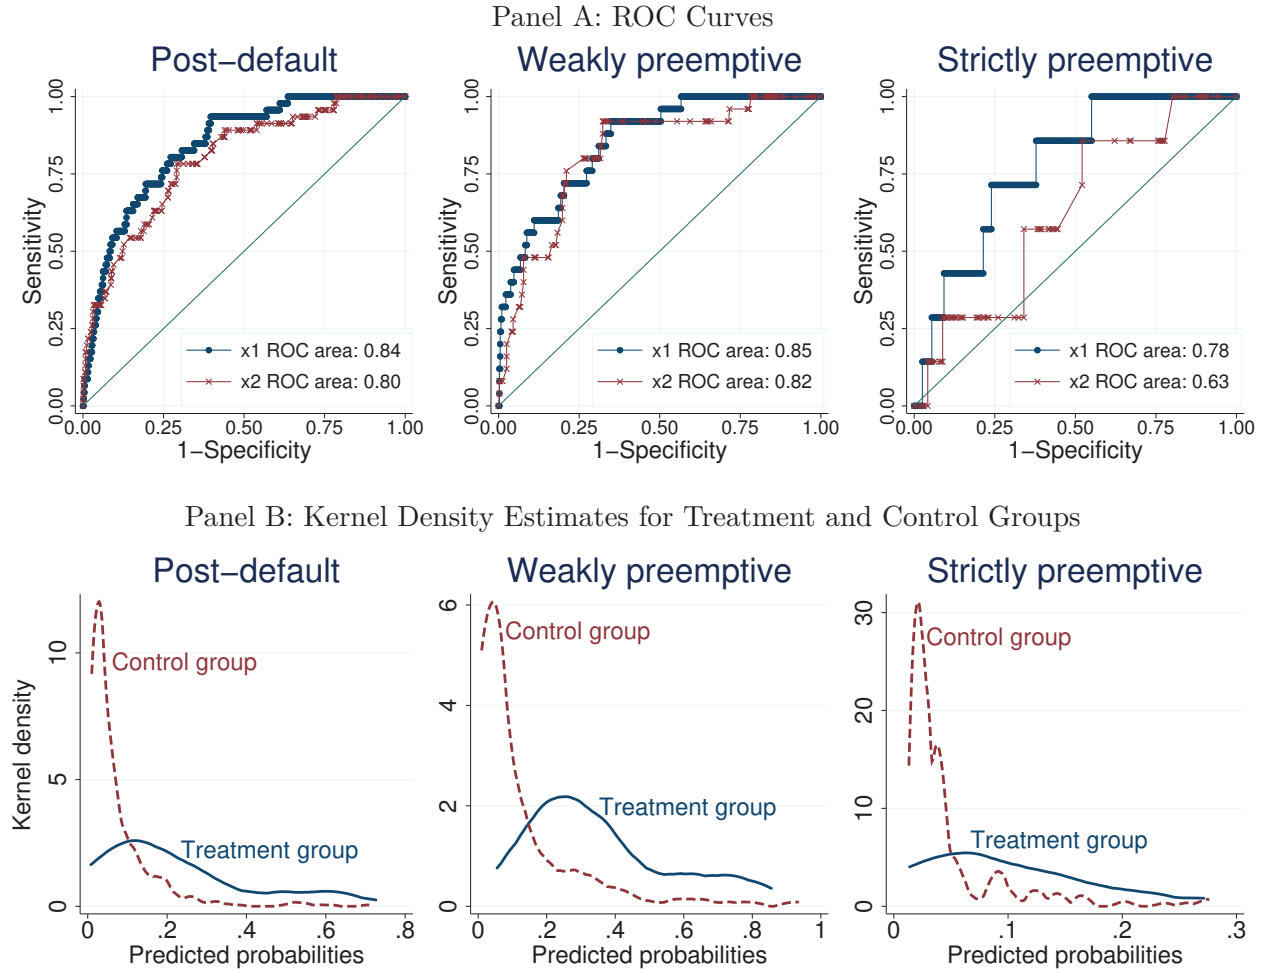 Panel A: ROC Curves
Post–default
Weakly preemptive
Strictly preemptive
Sensitivity
0.00 0.25 0.50 0.75 1.00
x1 ROC area: 0.84
x2 ROC area: 0.80
0.00 0.25 0.50 0.75 1.00
1–Specificity
Sensitivity
0.00 0.25 0.50 0.75 1.00
x1 ROC area: 0.85
x2 ROC area: 0.82
0.00 0.25 0.50 0.75 1.00
1–Specificity
Sensitivity
0.00 0.25 0.50 0.75 1.00
x1 ROC area: 0.78
x2 ROC area: 0.63
0.00 0.25 0.50 0.75 1.00
1–Specificity
Panel B: Kernel Density Estimates for Treatment and Control Groups
Post–default
Weakly preemptive
Strictly preemptive
Kernel density
0 5 10
Control group
Treatment group
0 .2 .4 .6 .8
Predicted probabilities
0 2 4 6
Control group
Treatment group
0 .2 .4 .6 .8 1
Predicted probabilities
0 10 20 30
Control group
Treatment group
0 .1 .2 .3
Predicted probabilities